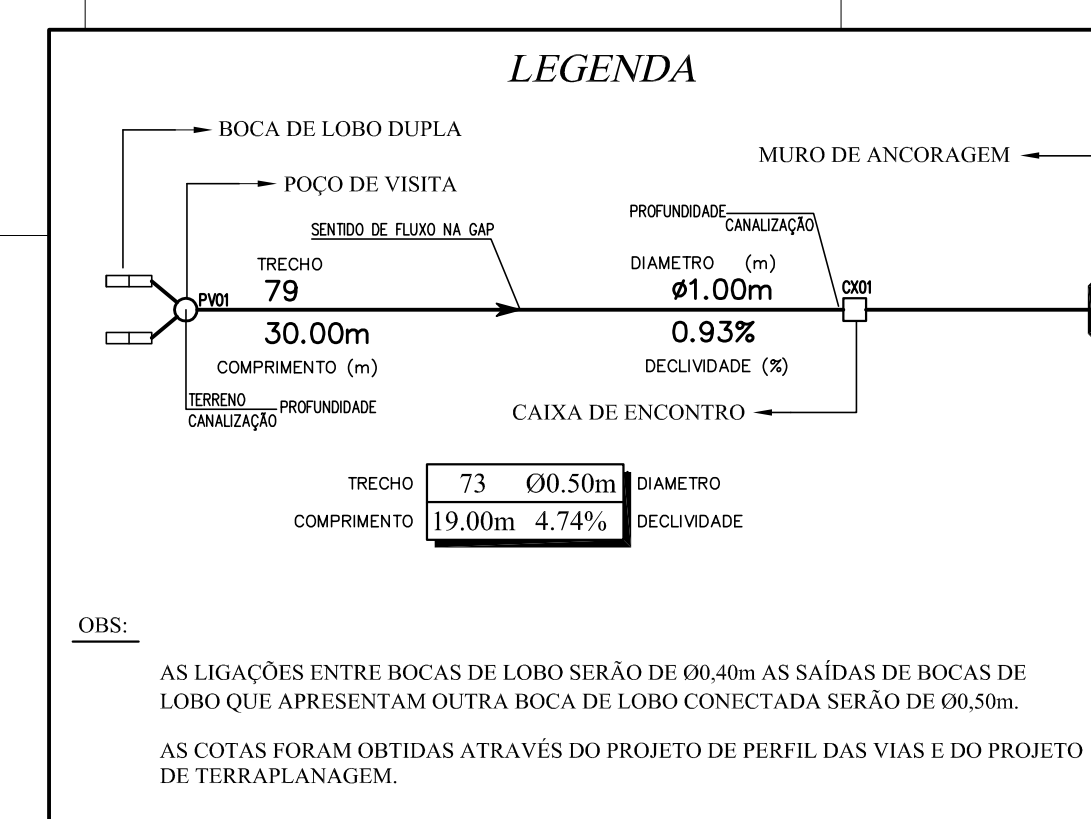 LEGENDA
BOCA DE LOBO DUPLA
MURO DE ANCORAGEM
POÇO DE VISITA
PROFUNDIDADE
CANALIZAÇÃO
SENTIDO DE FLUXO NA GAP
TRECHO
DIAMETRO (m)
79
ø1.00m
CX01
PV01
30.00m
0.93%
COMPRIMENTO (m)
DECLIVIDADE (%)
TERRENO
PROFUNDIDADE
CANALIZAÇÃO
CAIXA DE ENCONTRO
TRECHO 73 Ø0.50m DIAMETRO
COMPRIMENTO 19.00m 4.74% DECLIVIDADE
OBS:
AS LIGAÇÕES ENTRE BOCAS DE LOBO SERÃO DE Ø0,40m AS SAÍDAS DE BOCAS DE
LOBO QUE APRESENTAM OUTRA BOCA DE LOBO CONECTADA SERÃO DE Ø0,50m.
AS COTAS FORAM OBTIDAS ATRAVÉS DO PROJETO DE PERFIL DAS VIAS E DO PROJETO
DE TERRAPLANAGEM.